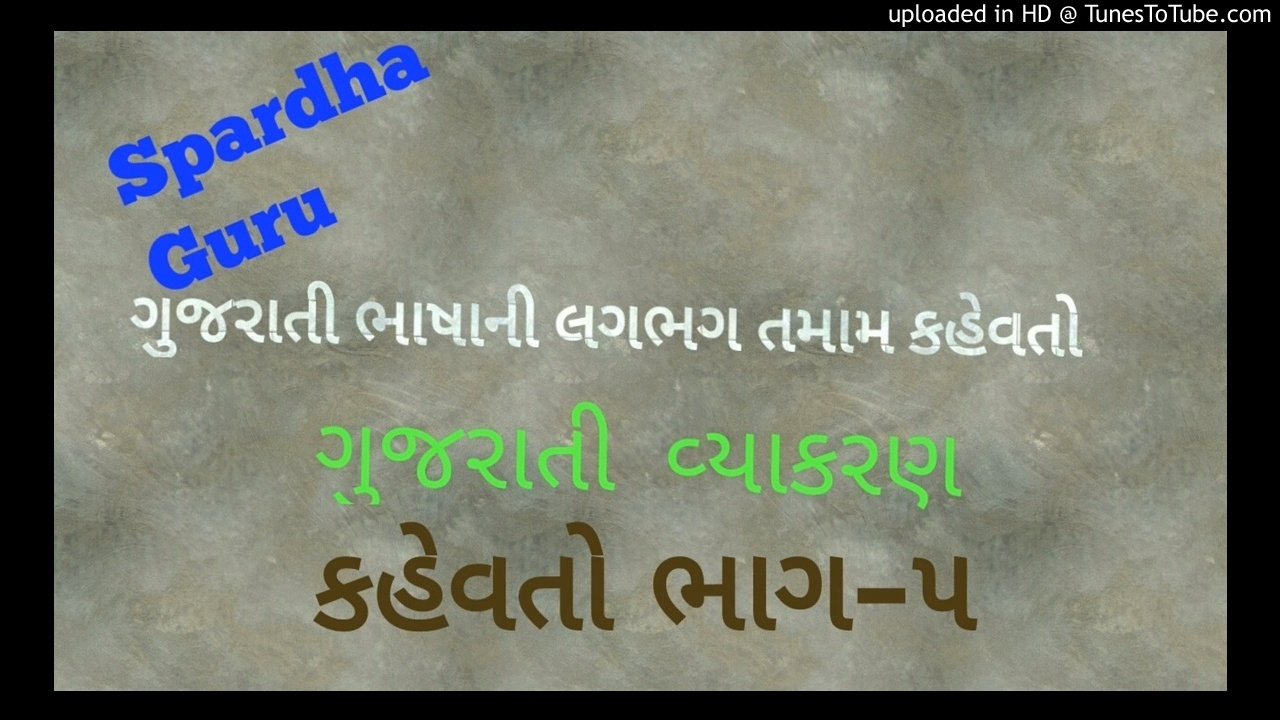 uploaded in HD @ TunesToTube.com
Spardha
Guru
ગુજરાતી ભાષાની લગભગ તમામ કહેવતો
ગુજરાતી વ્યાકરણ
કહેવતો ભાગ-૫